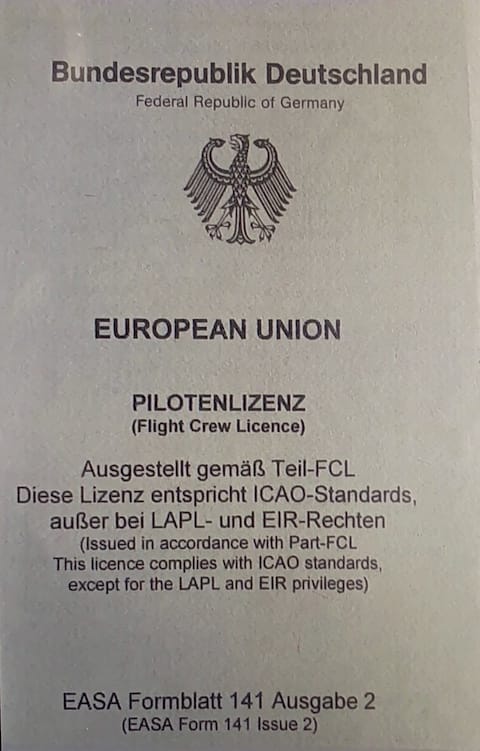 Bundesrepublik Deutschland
Federal Republic of Germany
EUROPEAN UNION
PILOTENLIZENZ
(Flight Crew Licence)
Ausgestellt gemäß Teil-FCL
Diese Lizenz entspricht ICAO-Standards,
außer bei LAPL- und EIR-Rechten
(Issued in accordance with Part-FCL
This licence complies with ICAO standards,
except for the LAPL and EIR privileges)
EASA Formblatt 141 Ausgabe 2
(EASA Form 141 Issue 2)